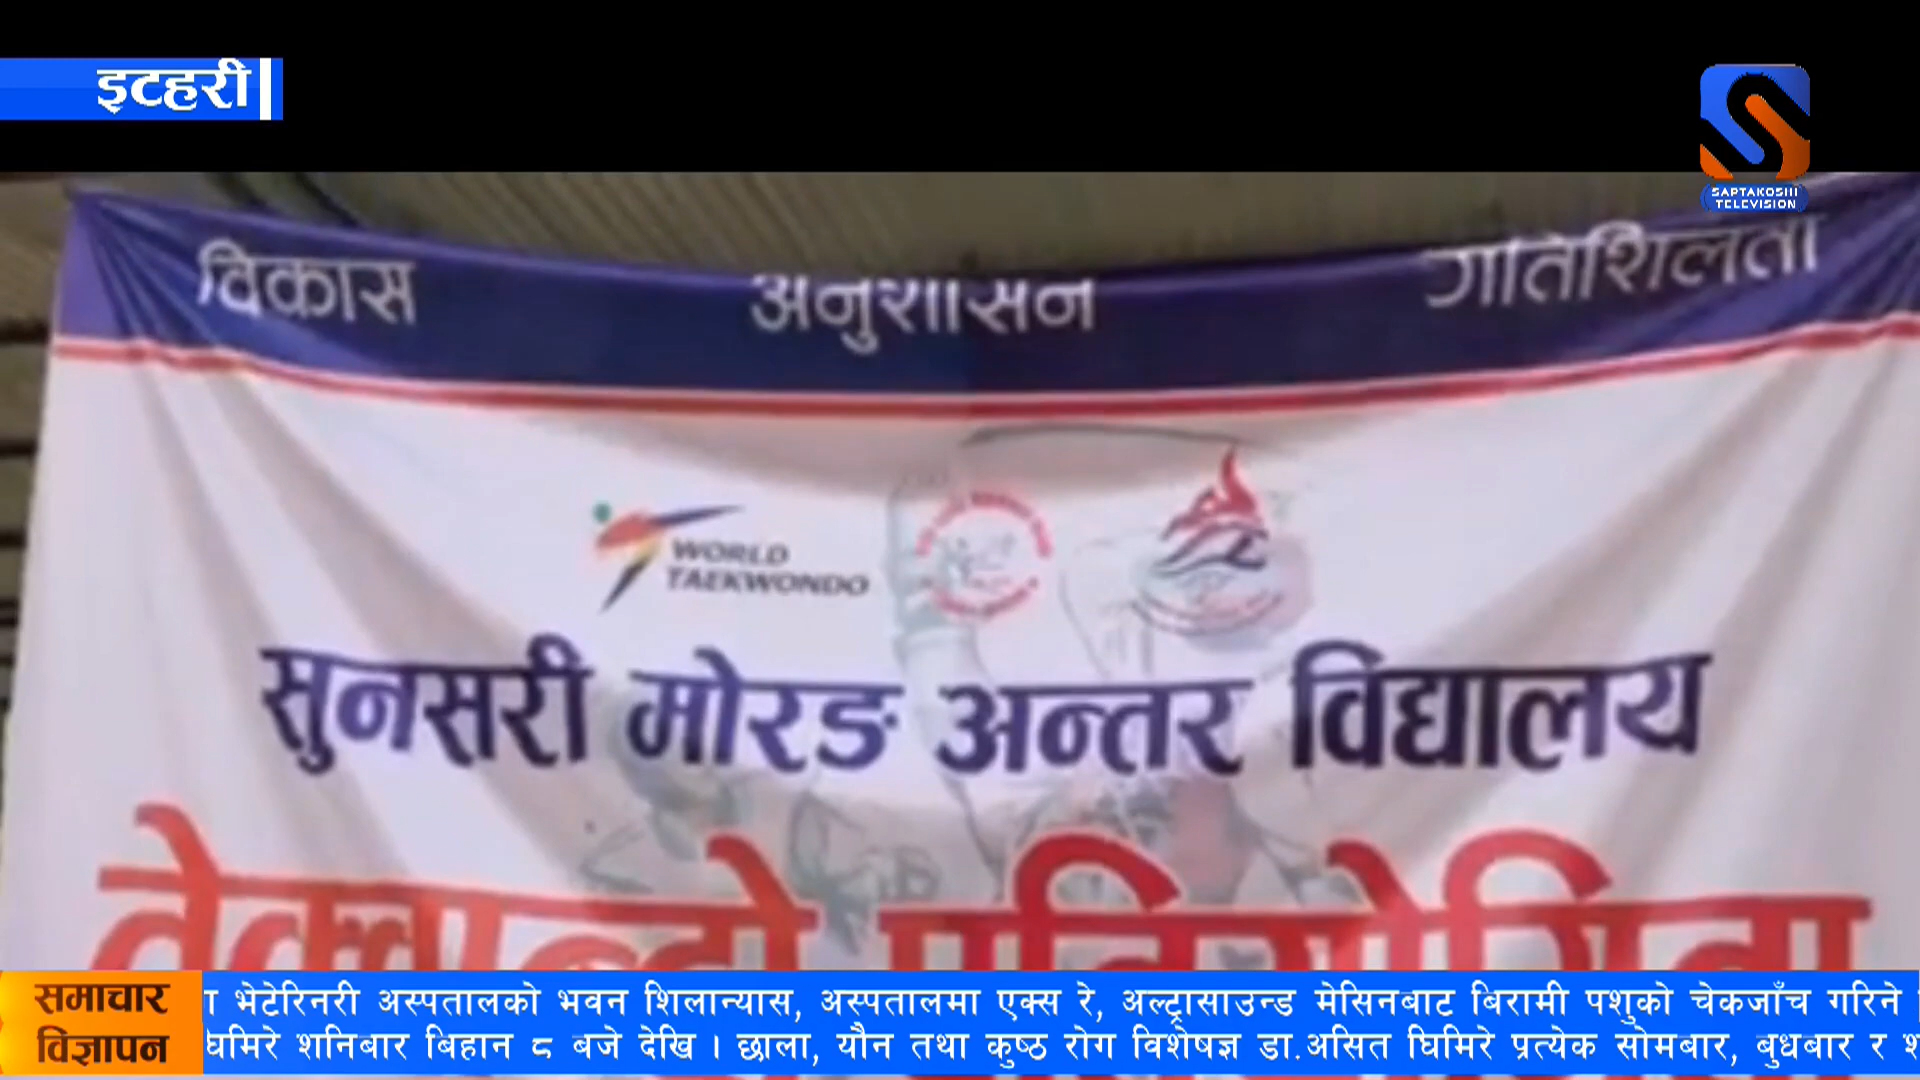 इटहरी
SAPTAKOSHI
TELEVISION
विकास अनुशासन गतिशिलता
WORLD
TAEKWONDO
सुनसरी मोरङ अन्तर विद्यालय
तेक्वान्दो प्रतियोगिता
समाचार
भेटेरिनरी अस्पतालको भवन शिलान्यास, अस्पतालमा एक्स रे, अल्ट्रासाउन्ड मेसिनबाट बिरामी पशुको चेकजाँच गरिने
विज्ञापन
घिमिरे शनिबार बिहान ८ बजे देखि । छाला, यौन तथा कुष्ठ रोग विशेषज्ञ डा.असित घिमिरे प्रत्येक सोमबार, बुधबार र